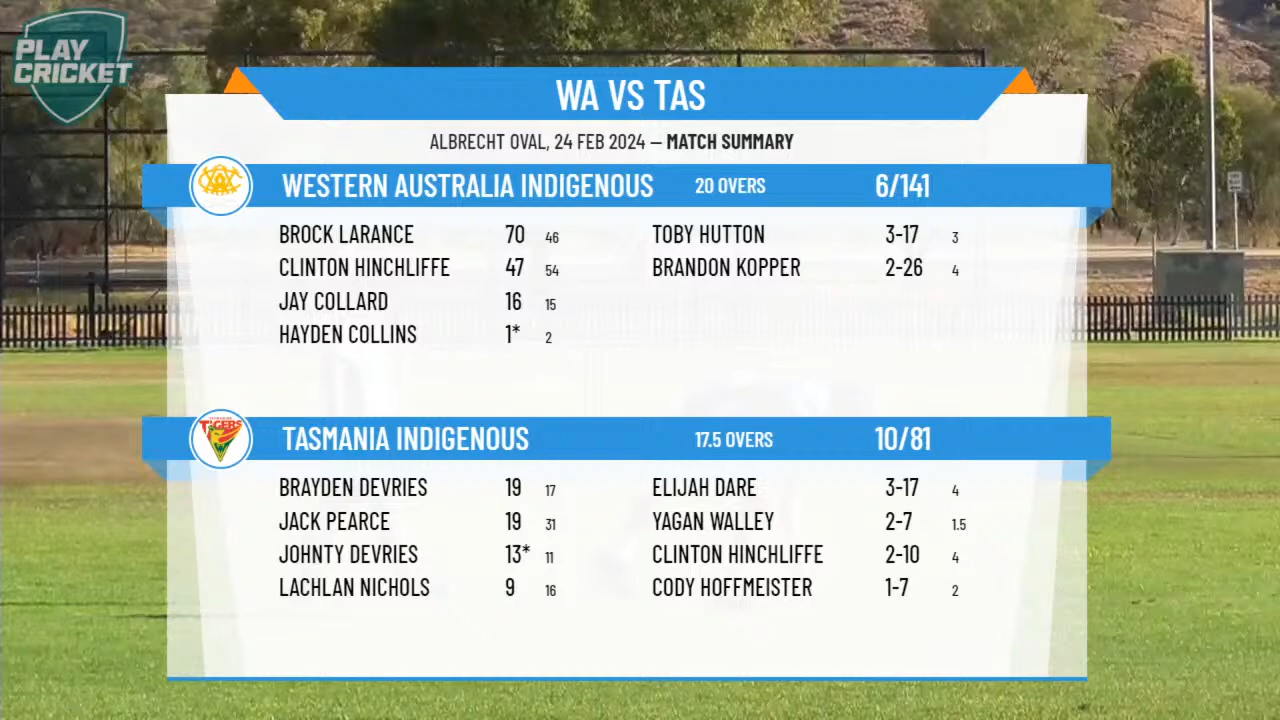 PLAY
CRICKET
WA VS TAS
ALBRECHT OVAL, 24 FEB 2024 – MATCH SUMMARY
WESTERN AUSTRALIA INDIGENOUS 20 OVERS 6/141
BROCK LARANCE 70 46 TOBY HUTTON 3-17 3
CLINTON HINCHLIFFE 47 54 BRANDON KOPPER 2-26 4
JAY COLLARD 16 15
HAYDEN COLLINS 1* 2
TIGERS
TASMANIA INDIGENOUS 17.5 OVERS 10/81
BRAYDEN DEVRIES 19 17 ELIJAH DARE 3-17 4
JACK PEARCE 19 31 YAGAN WALLEY 2-7 1.5
JOHNTY DEVRIES 13* 11 CLINTON HINCHLIFFE 2-10 4
LACHLAN NICHOLS 9 16 CODY HOFFMEISTER 1-7 2